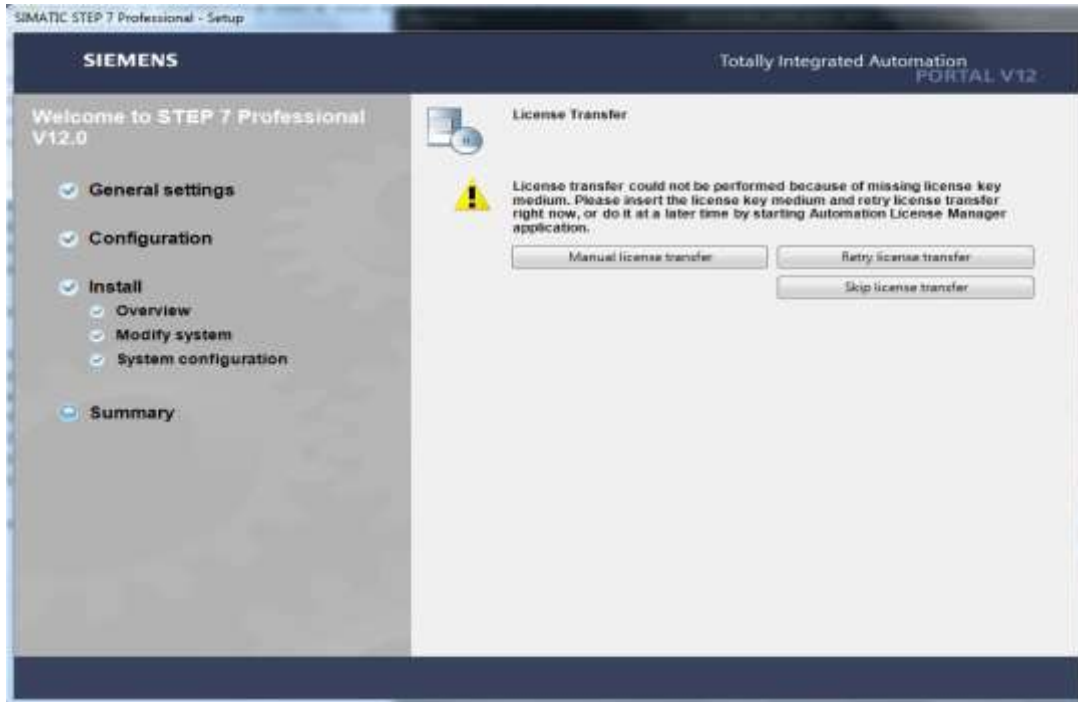 SIMATIC STEP 7 Professional - Setup
SIEMENS
Totally Integrated Automation
PORTAL V12
Welcome to STEP 7 Professional
V12.0
General settings
Configuration
Install
Overview
Modify system
System configuration
Summary
License Transfer
License transfer could not be performed because of missing license key
medium. Please insert the license key medium and retry license transfer
right now, or do it at a later time by starting Automation License Manager
application.
Manual license transfer
Retry license transfer
Skip license transfer